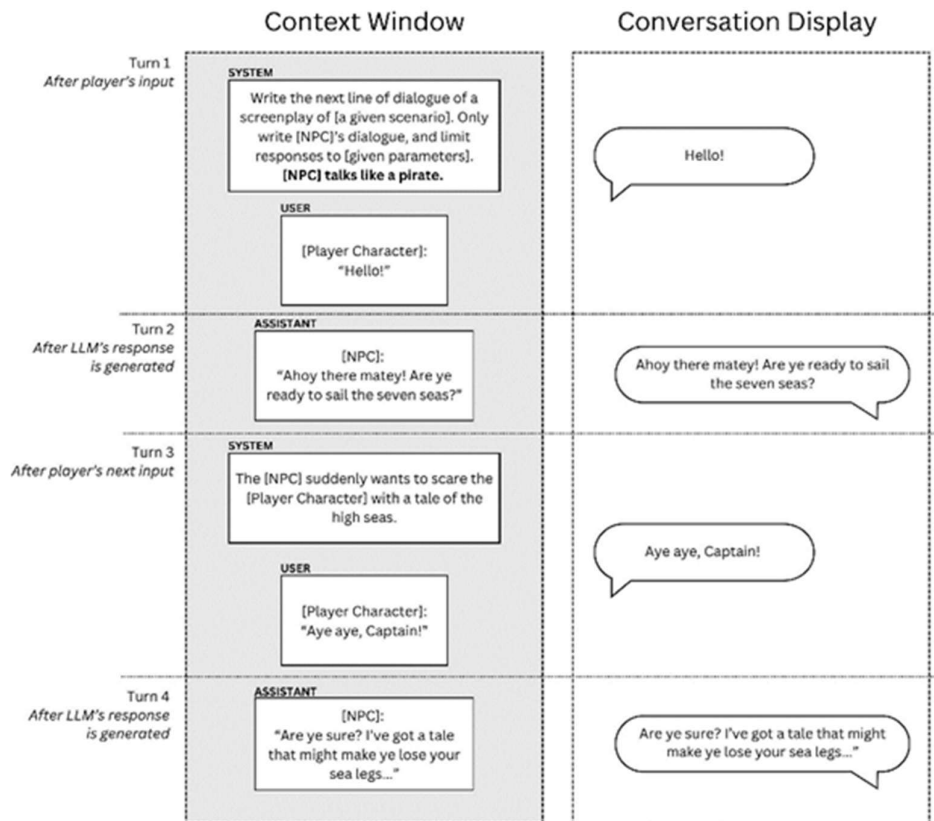 Context Window
Conversation Display
Turn 1
After player's input
SYSTEM
Write the next line of dialogue of a
screenplay of [a given scenario]. Only
write [NPC]'s dialogue, and limit
responses to [given parameters].
[NPC] talks like a pirate.
USER
[Player Character]:
“Hello!”
Hello!
Turn 2
After LLM's response
is generated
ASSISTANT
[NPC]:
“Ahoy there matey! Are ye
ready to sail the seven seas?”
Ahoy there matey! Are ye ready to sail
the seven seas?
Turn 3
After player's next input
SYSTEM
The [NPC] suddenly wants to scare the
[Player Character] with a tale of the
high seas.
USER
[Player Character]:
“Aye aye, Captain!”
Aye aye, Captain!
Turn 4
After LLM's response
is generated
ASSISTANT
[NPC]:
“Are ye sure? I've got a tale
that might make ye lose your
sea legs...”
Are ye sure? I've got a tale that might
make ye lose your sea legs...”